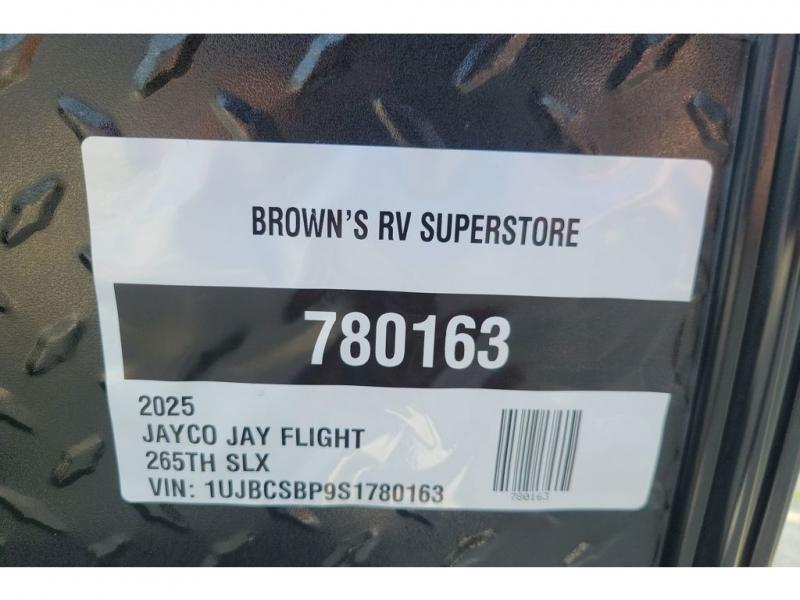 BROWN'S RV SUPERSTORE
780163
2025
JAYCO JAY FLIGHT
265TH SLX
VIN: 1UJBCSBP9S1780163
780163